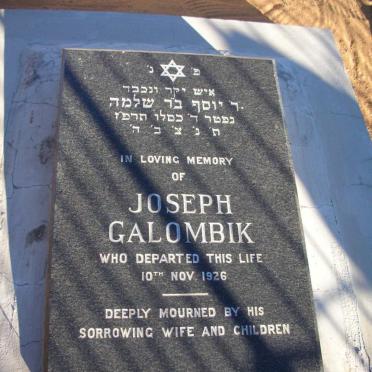 פ׳ נ׳
איש יקר ונכבד
ר׳ יוסף בר שלמה
נפטר ד׳ כסלו תרפ״ז
ת׳ נ׳ צ׳ ב׳ ה׳
IN LOVING MEMORY
OF
JOSEPH
GALOMBIK
WHO DEPARTED THIS LIFE
10TH NOV. 1926
DEEPLY MOURNED BY HIS
SORROWING WIFE AND CHILDREN